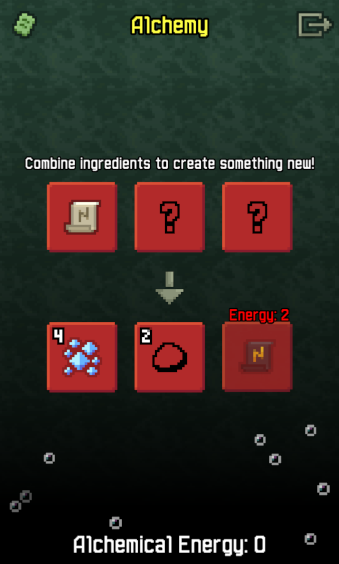 Alchemy
Combine ingredients to create something new!
? ?
Energy: 2
4 2
Alchemical Energy: 0